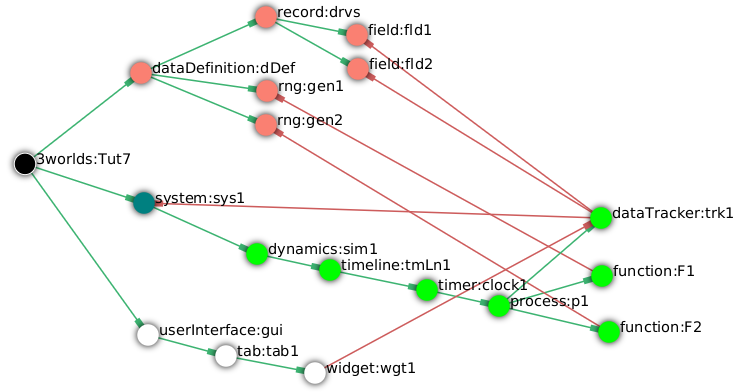 record:drvs
field:fld1
field:fld2
dataDefinition:dDef
rng:gen1
rng:gen2
3worlds:Tut7
system:sys1
dataTracker:trk1
dynamics:sim1
timeline:tmLn1
function:F1
timer:clock1
process:p1
function:F2
userInterface:gui
tab:tab1
widget:wgt1